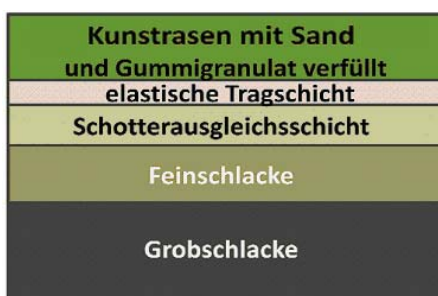 Kunstrasen mit Sand
und Gummigranulat verfüllt
elastische Tragschicht
Schotterausgleichsschicht
Feinschlacke
Grobschlacke